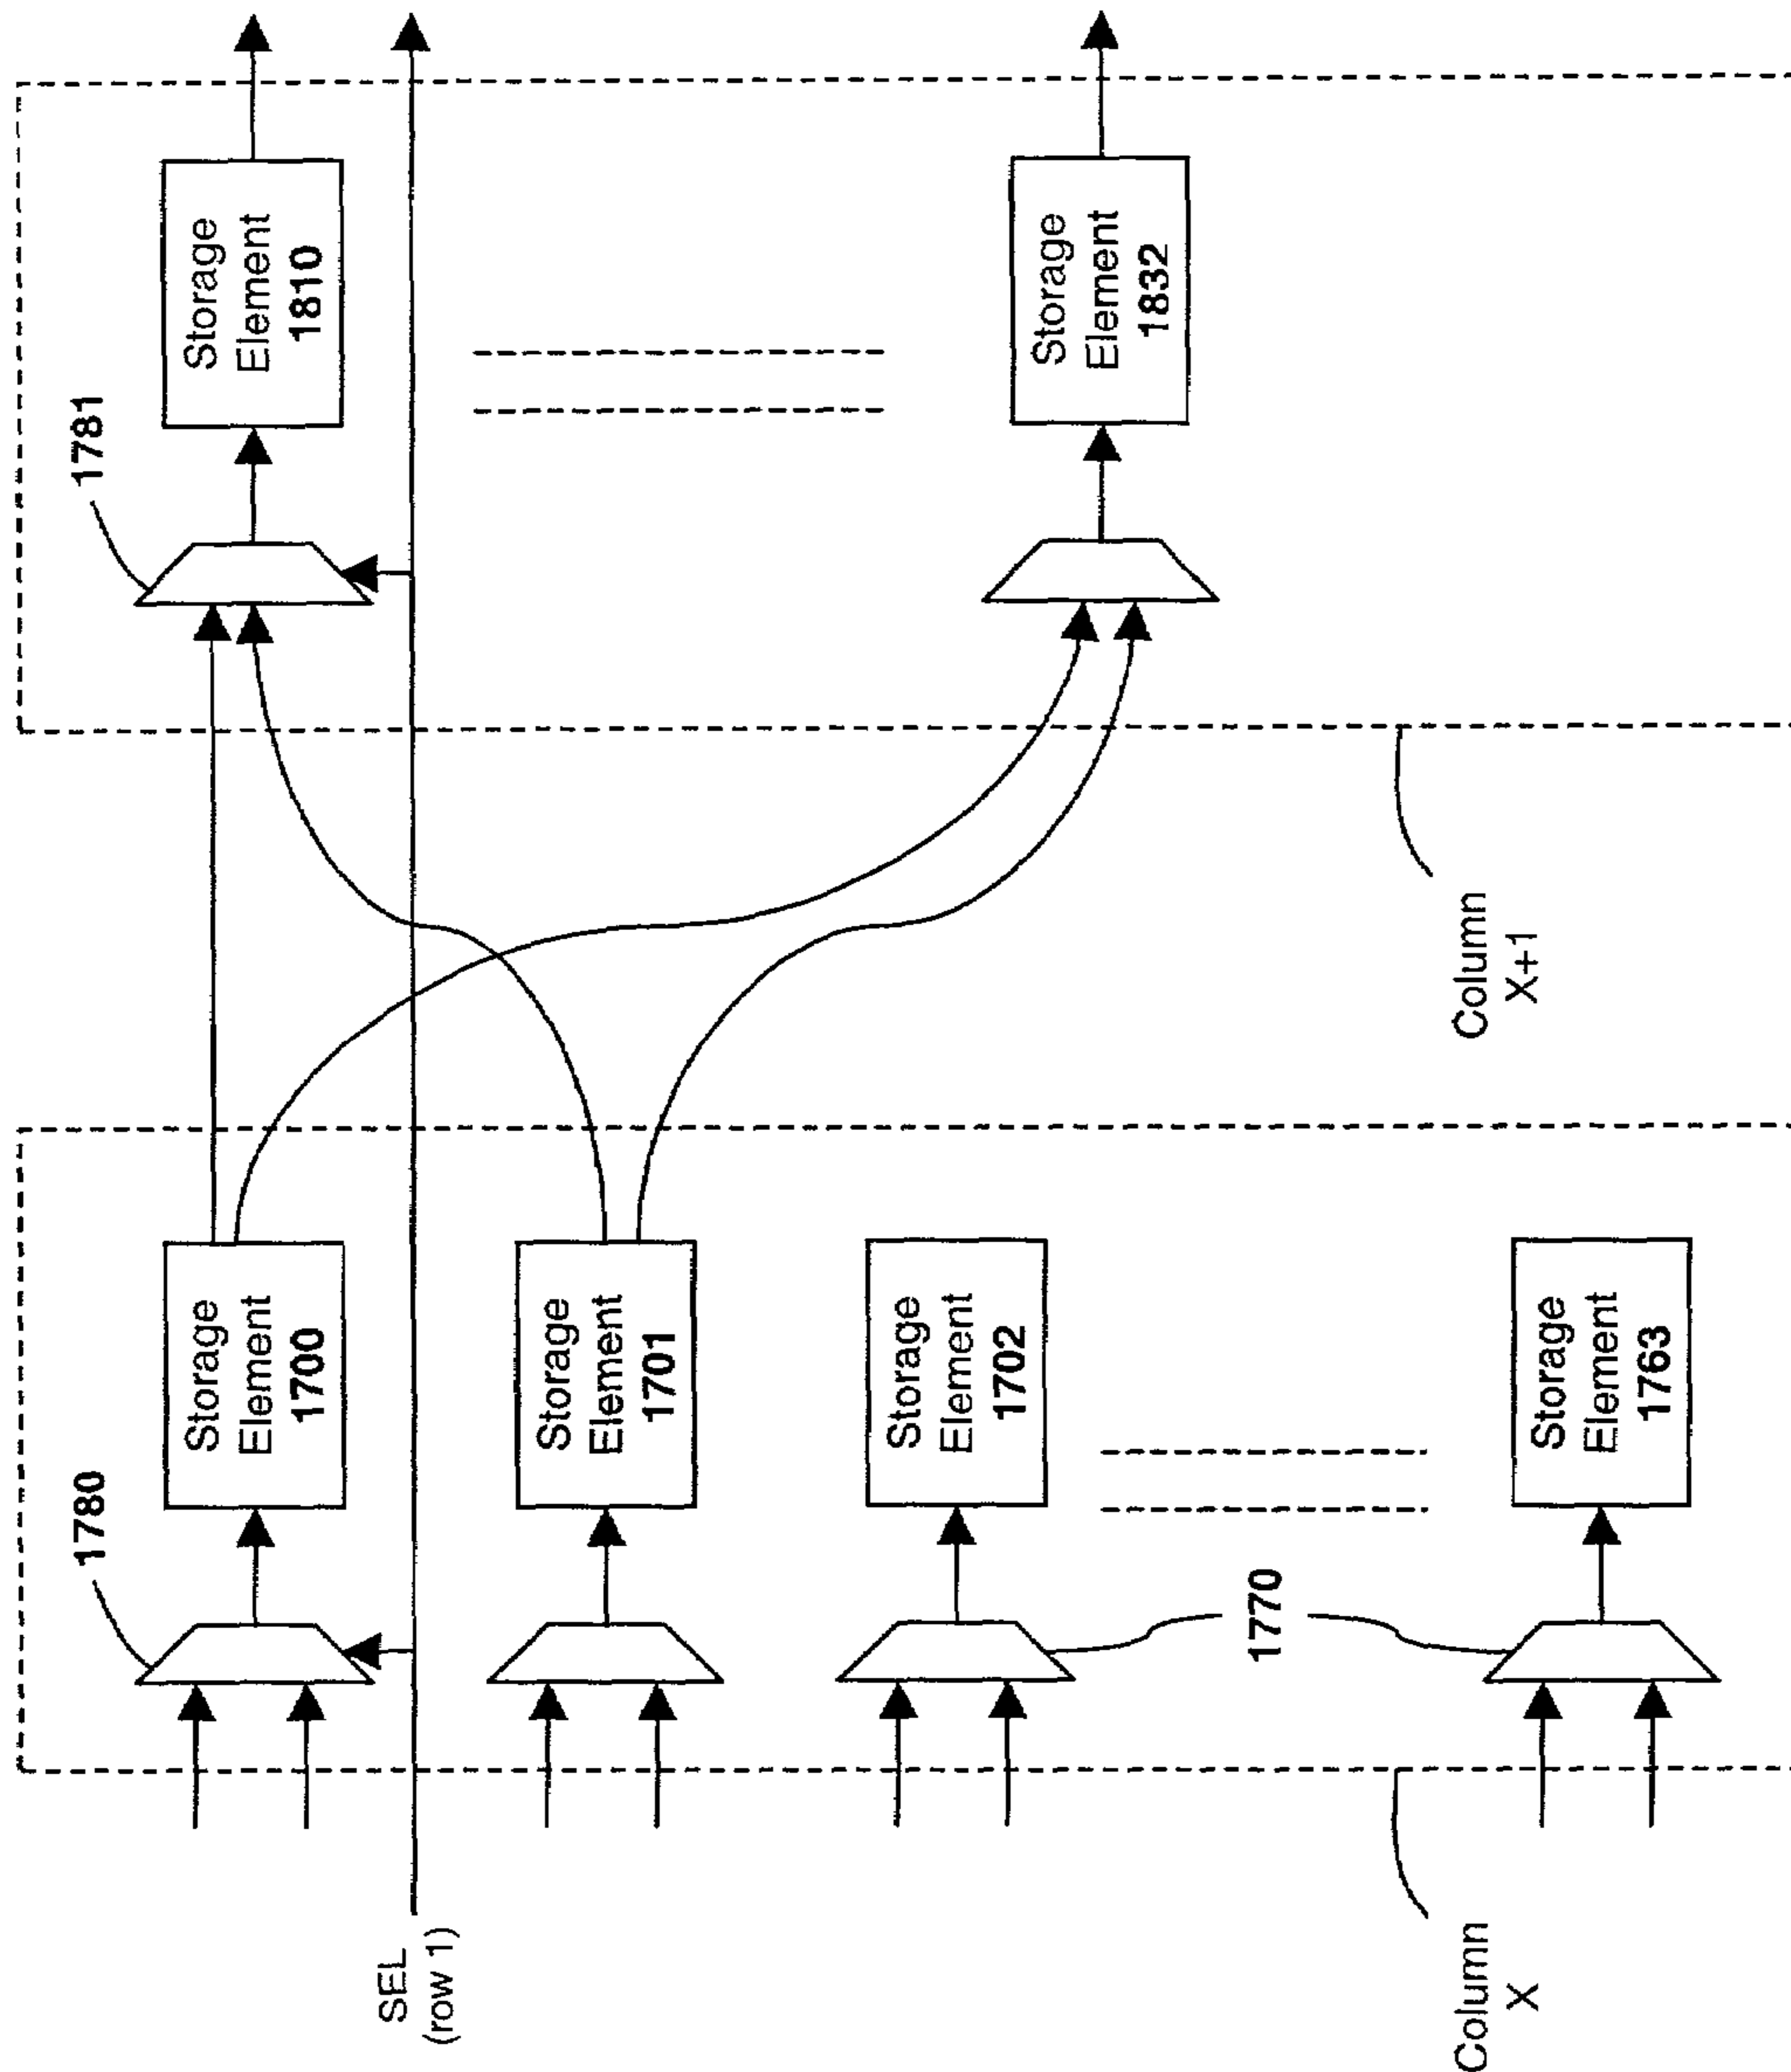 1780
Storage
Element
1700
1781
Storage
Element
1810
SEL
(row 1)
Storage
Element
1701
Storage
Element
1702
Storage
Element
1832
1770
Storage
Element
1763
Column
X
Column
X+1